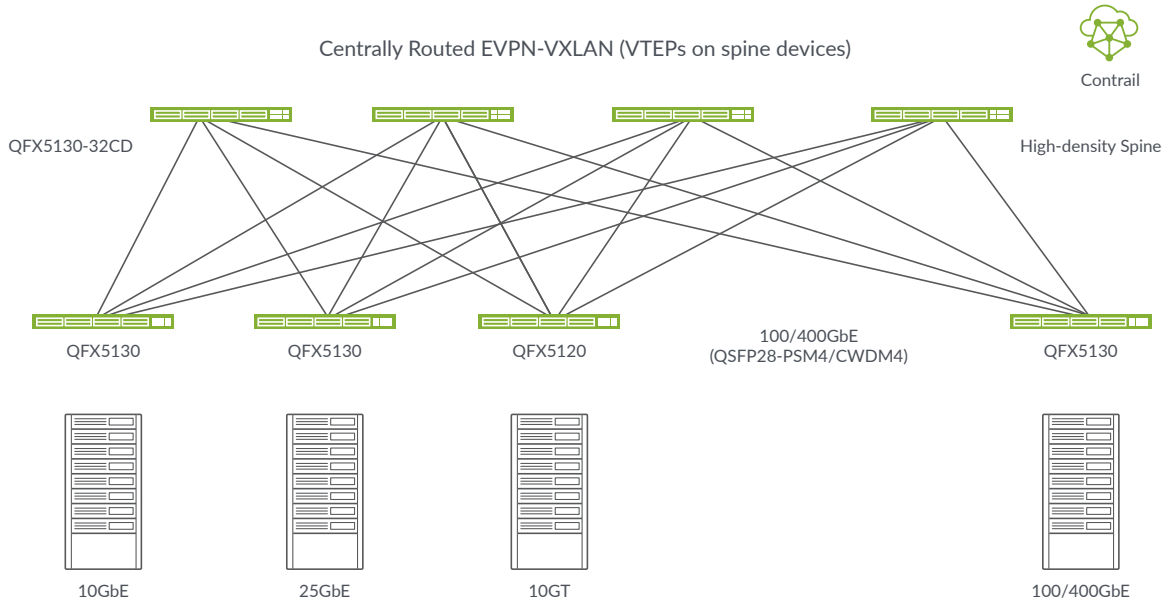 Centrally Routed EVPN-VXLAN (VTEPs on spine devices)
Contrail
QFX5130-32CD
High-density Spine
QFX5130
QFX5130
QFX5120
100/400GbE
(QSFP28-PSM4/CWDM4)
QFX5130
10GbE
25GbE
10GT
100/400GbE